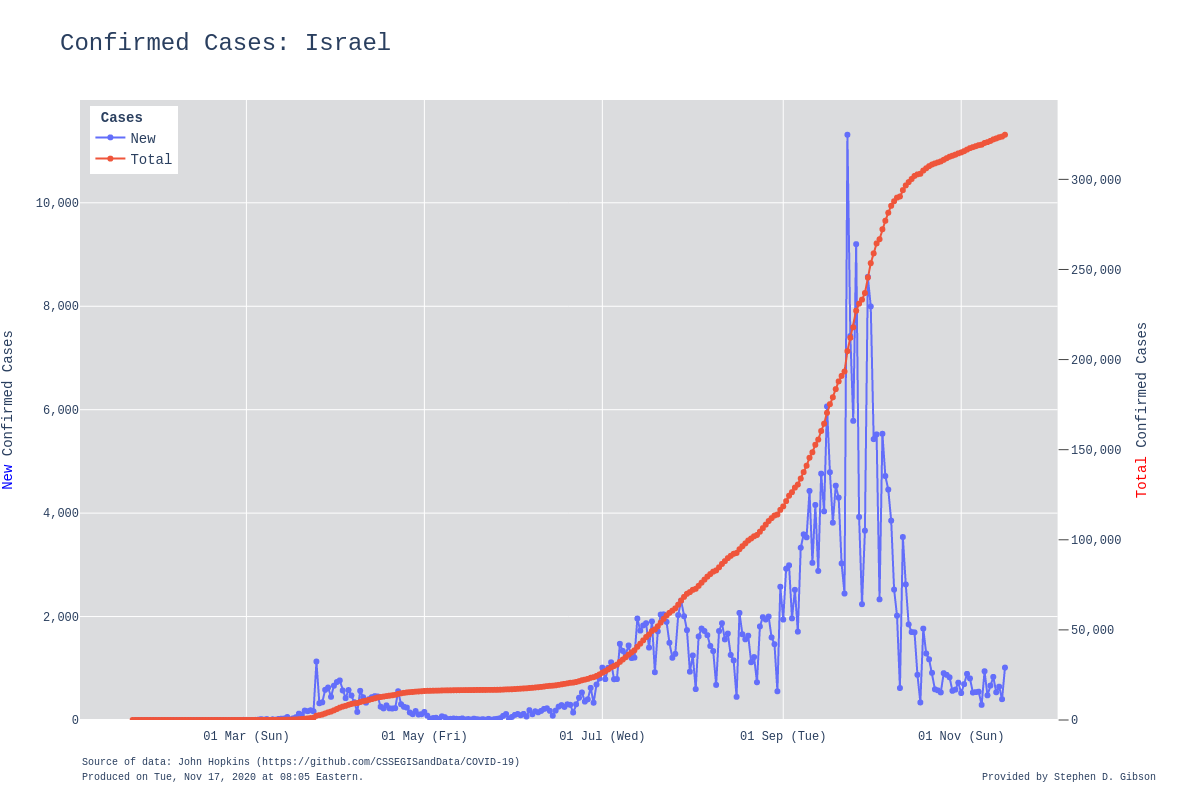 Confirmed Cases: Israel
Cases
New
Total
10,000
8,000
6,000
4,000
2,000
0
New Confirmed Cases
300,000
250,000
200,000
150,000
100,000
50,000
0
Total Confirmed Cases
01 Mar (Sun)
01 May (Fri)
01 Jul (Wed)
01 Sep (Tue)
01 Nov (Sun)
Source of data: John Hopkins (https://github.com/CSSEGISandData/COVID-19)
Produced on Tue, Nov 17, 2020 at 08:05 Eastern.
Provided by Stephen D. Gibson